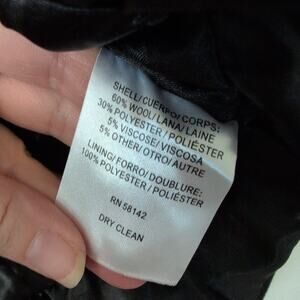 SHELL/CUERPO/CORPS:
60% WOOL/LANA/LAINE
30% POLYESTER / POLIÉSTER
5% VISCOSE/VISCOSA
5% OTHER/OTRO/AUTRE
LINING/FORRO/DOUBLURE:
100% POLYESTER / POLIÉSTER
RN 58142
DRY CLEAN